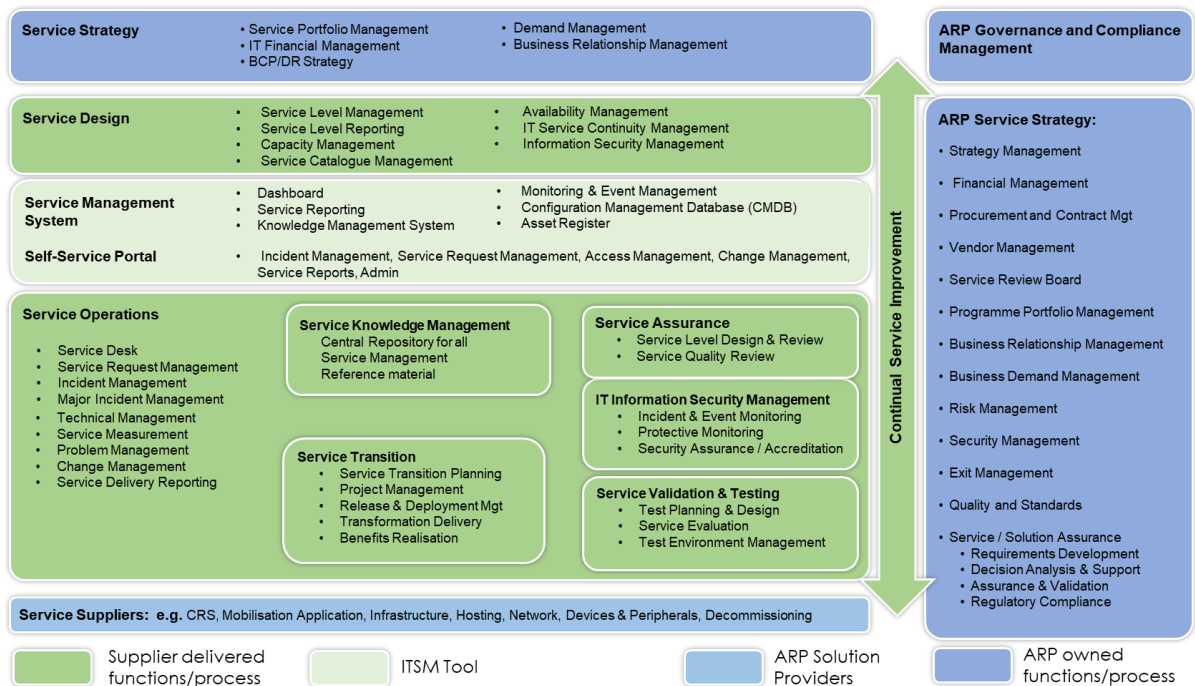 Service Strategy
• Service Portfolio Management
• IT Financial Management
• BCP/DR Strategy
• Demand Management
• Business Relationship Management
ARP Governance and Compliance
Management
Service Design
• Service Level Management
• Service Level Reporting
• Capacity Management
• Service Catalogue Management
• Availability Management
• IT Service Continuity Management
• Information Security Management
Service Management
System
• Dashboard
• Service Reporting
• Knowledge Management System
• Monitoring & Event Management
• Configuration Management Database (CMDB)
• Asset Register
Self-Service Portal
• Incident Management, Service Request Management, Access Management, Change Management,
Service Reports, Admin
Service Operations
• Service Desk
• Service Request Management
• Incident Management
• Major Incident Management
• Technical Management
• Service Measurement
• Problem Management
• Change Management
• Service Delivery Reporting
Service Knowledge Management
Central Repository for all
Service Management
Reference material
Service Transition
• Service Transition Planning
• Project Management
• Release & Deployment Mgt
• Transformation Delivery
• Benefits Realisation
Service Assurance
• Service Level Design & Review
• Service Quality Review
IT Information Security Management
• Incident & Event Monitoring
• Protective Monitoring
• Security Assurance / Accreditation
Service Validation & Testing
• Test Planning & Design
• Service Evaluation
• Test Environment Management
Continual Service Improvement
ARP Service Strategy:
• Strategy Management
• Financial Management
• Procurement and Contract Mgt
• Vendor Management
• Service Review Board
• Programme Portfolio Management
• Business Relationship Management
• Business Demand Management
• Risk Management
• Security Management
• Exit Management
• Quality and Standards
• Service / Solution Assurance
• Requirements Development
• Decision Analysis & Support
• Assurance & Validation
• Regulatory Compliance
Service Suppliers: e.g. CRS, Mobilisation Application, Infrastructure, Hosting, Network, Devices & Peripherals, Decommissioning
Supplier delivered
functions/process
ITSM Tool
ARP Solution
Providers
ARP owned
functions/process